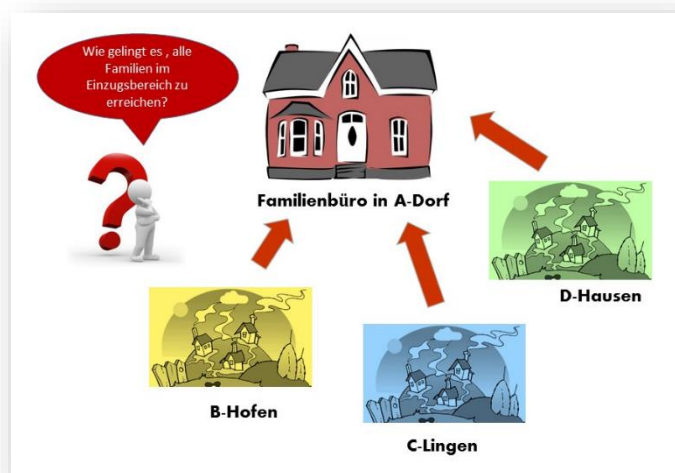 Wie gelingt es , alle
Familien im
Einzugsbereich zu
erreichen?
Familienbüro in A-Dorf
D-Hausen
B-Hofen
C-Lingen